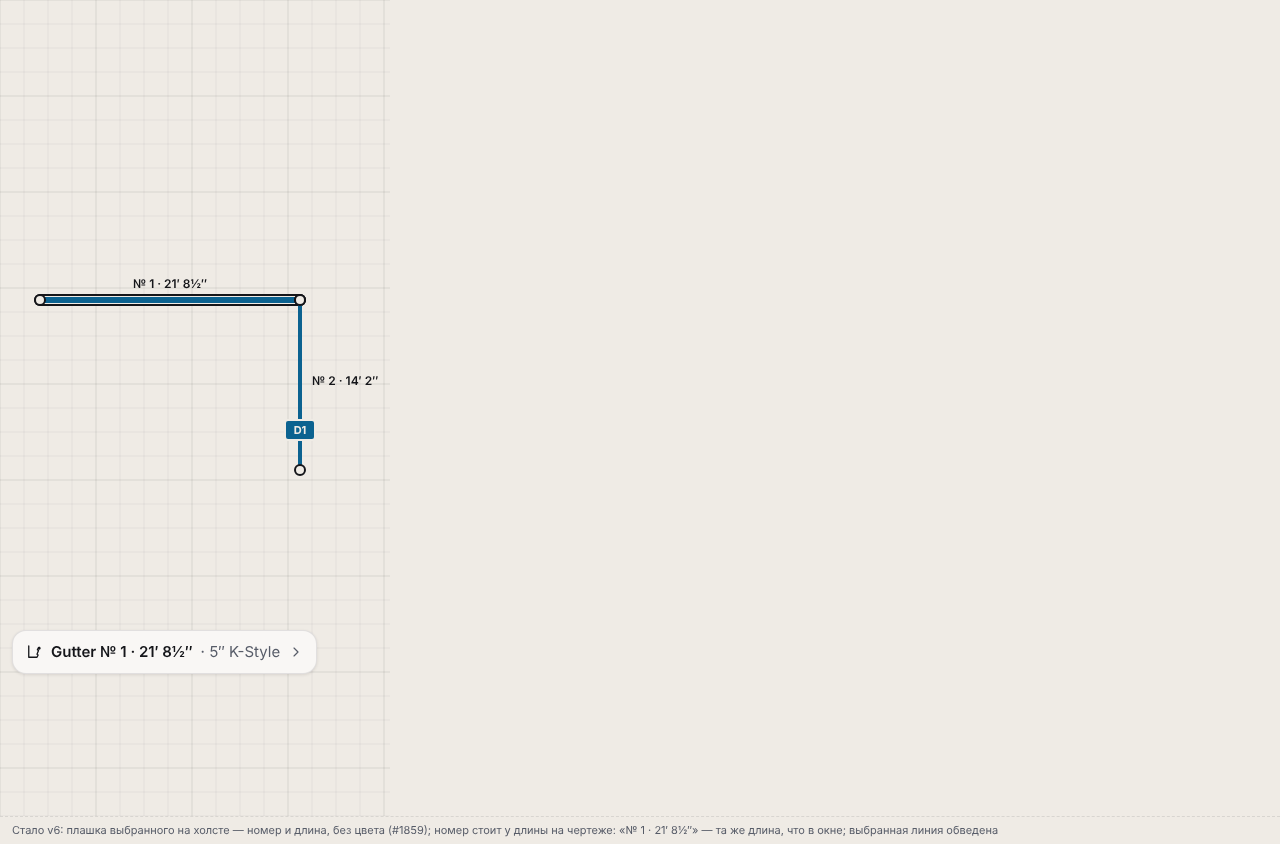 № 1 · 21′ 8½″
№ 2 · 14′ 2″
D1
Gutter № 1 · 21′ 8½″ · 5″ K-Style
Стало v6: плашка выбранного на холсте — номер и длина, без цвета (#1859); номер стоит у длины на чертеже: «№ 1 · 21′ 8½″» — та же длина, что в окне; выбранная линия обведена